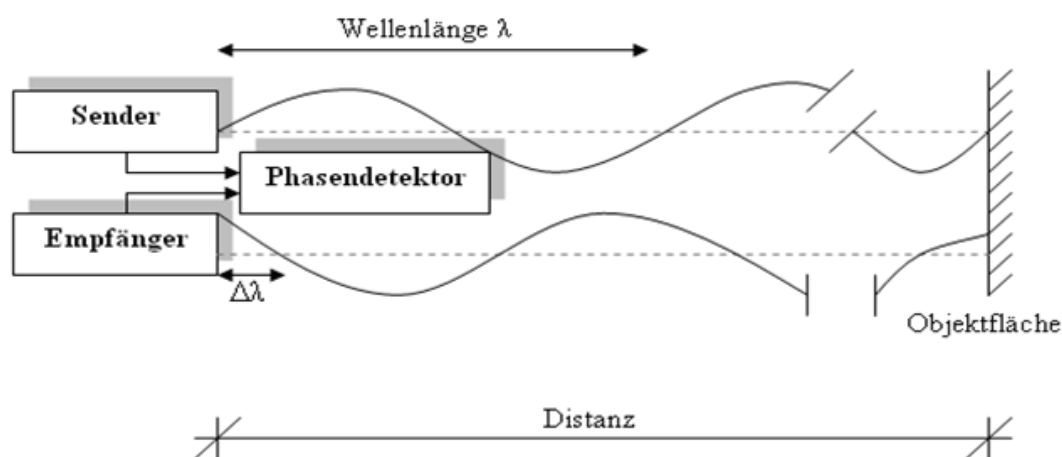 Wellenlänge λ
Sender
Phasendetektor
Empfänger
Δλ
Objektfläche
Distanz